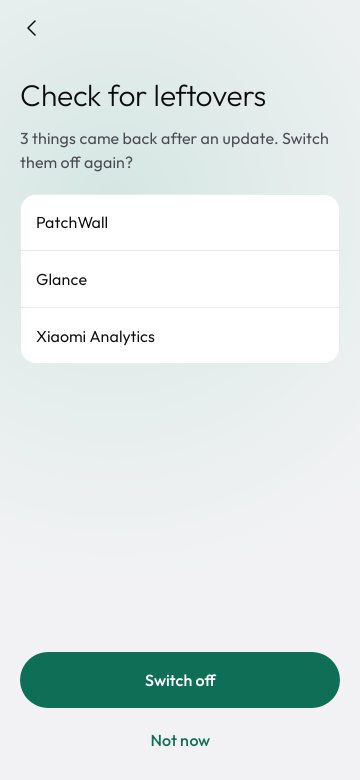 Check for leftovers
3 things came back after an update. Switch
them off again?
PatchWall
Glance
Xiaomi Analytics
Switch off
Not now